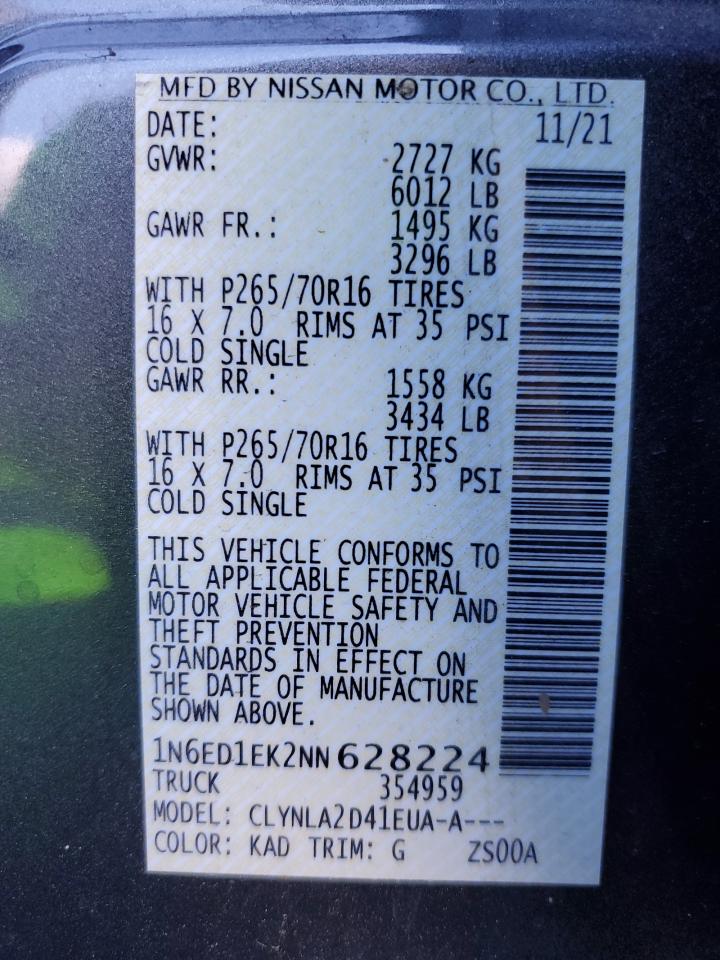 MFD BY NISSAN MOTOR CO., LTD.
DATE: 11/21
GVWR: 2727 KG
6012 LB
GAWR FR.: 1495 KG
3296 LB
WITH P265/70R16 TIRES
16 X 7.0 RIMS AT 35 PSI
COLD SINGLE
GAWR RR.: 1558 KG
3434 LB
WITH P265/70R16 TIRES
16 X 7.0 RIMS AT 35 PSI
COLD SINGLE
THIS VEHICLE CONFORMS TO
ALL APPLICABLE FEDERAL
MOTOR VEHICLE SAFETY AND
THEFT PREVENTION
STANDARDS IN EFFECT ON
THE DATE OF MANUFACTURE
SHOWN ABOVE.
1N6ED1EK2NN628224
TRUCK 354959
MODEL: CLYNLA2D41EUA-A---
COLOR: KAD TRIM: G ZS00A